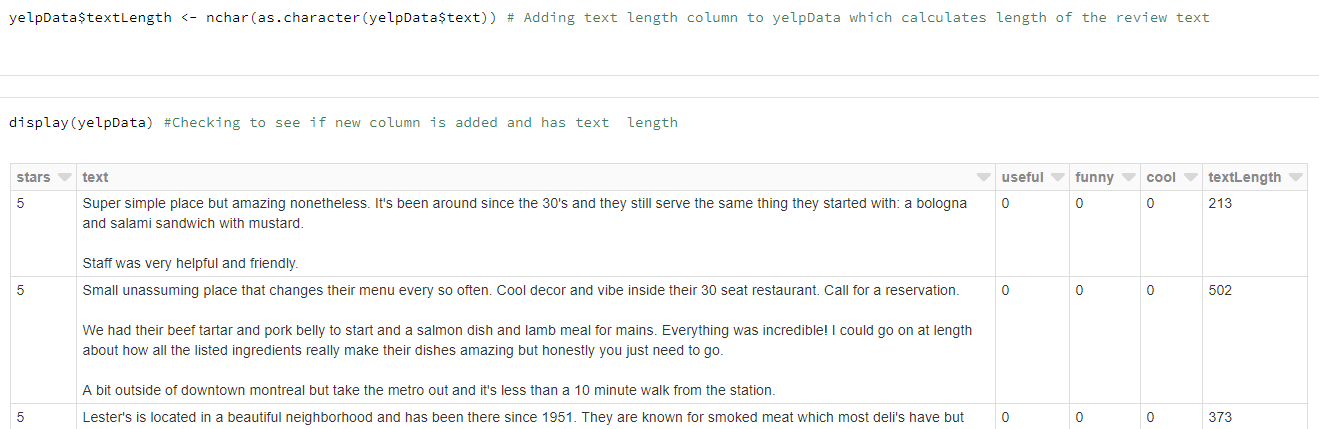 yelpData$textLength <- nchar(as.character(yelpData$text)) # Adding text length column to yelpData which calculates length of the review text
display(yelpData) #Checking to see if new column is added and has text  length
stars text useful funny cool textLength
5 Super simple place but amazing nonetheless. It's been around since the 30's and they still serve the same thing they started with: a bologna 0 0 0 213
and salami sandwich with mustard.
Staff was very helpful and friendly.
5 Small unassuming place that changes their menu every so often. Cool decor and vibe inside their 30 seat restaurant. Call for a reservation. 0 0 0 502
We had their beef tartar and pork belly to start and a salmon dish and lamb meal for mains. Everything was incredible! I could go on at length
about how all the listed ingredients really make their dishes amazing but honestly you just need to go.
A bit outside of downtown montreal but take the metro out and it's less than a 10 minute walk from the station.
5 Lester's is located in a beautiful neighborhood and has been there since 1951. They are known for smoked meat which most deli's have but 0 0 0 373